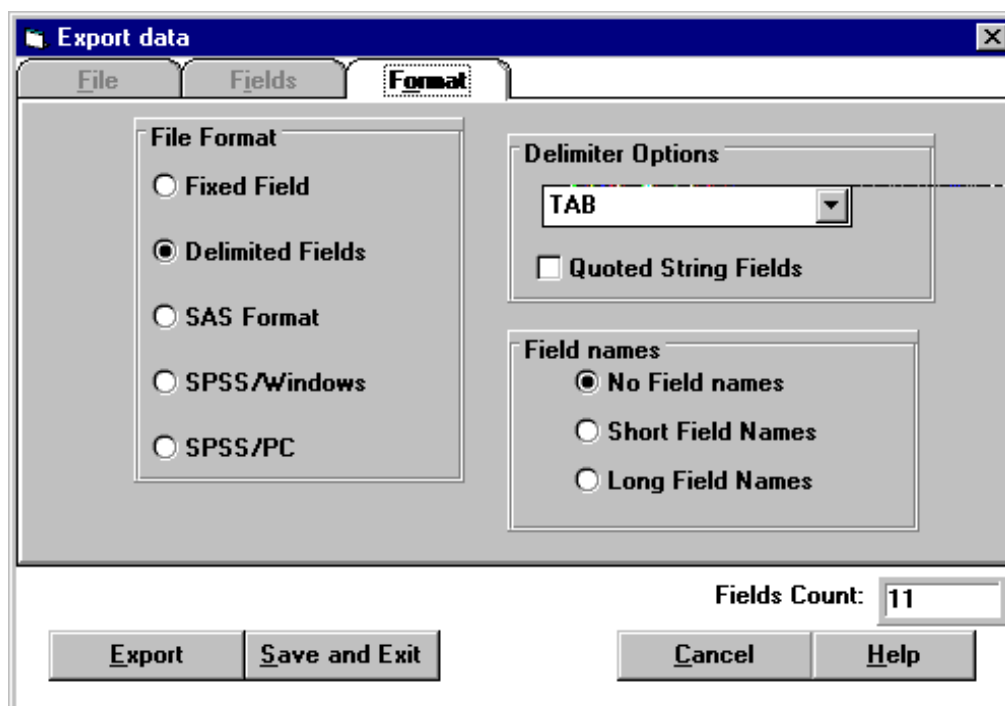 Export data
File
Fields
Format
File Format
Fixed Field
Delimited Fields
SAS Format
SPSS/Windows
SPSS/PC
Delimiter Options
TAB
Quoted String Fields
Field names
No Field names
Short Field Names
Long Field Names
Fields Count: 11
Export
Save and Exit
Cancel
Help